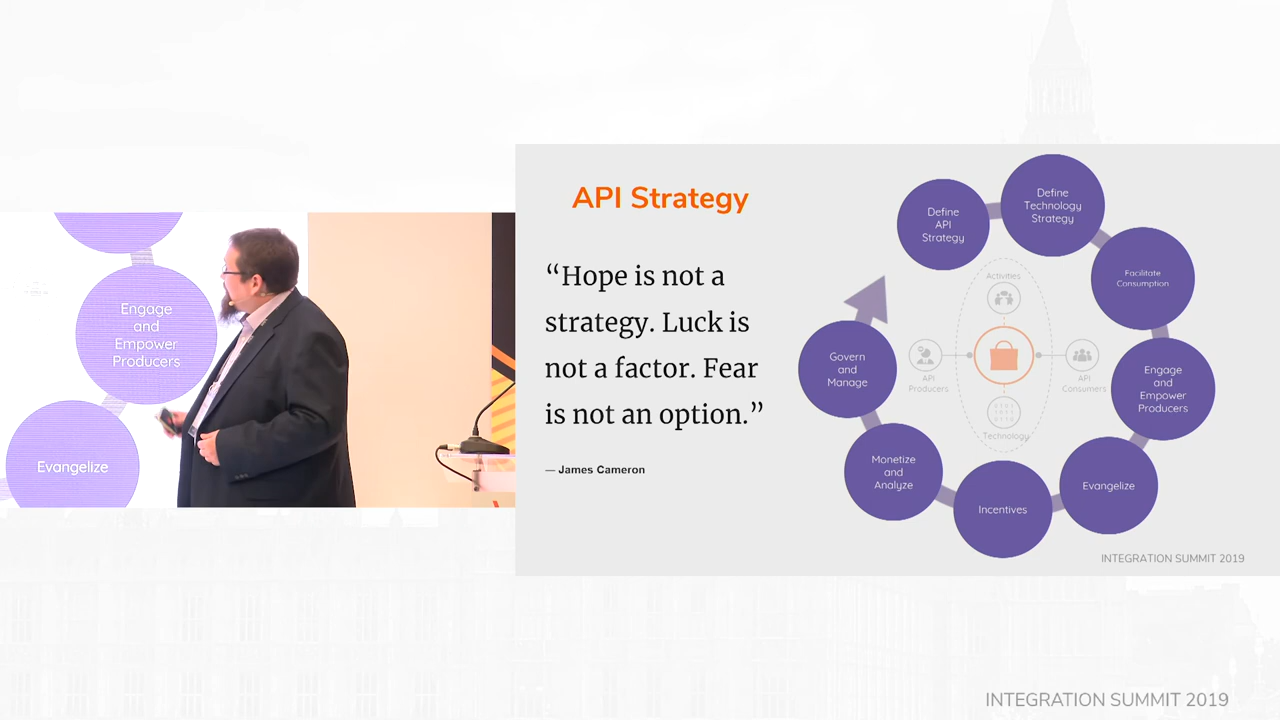 Engage
and
Empower
Producers
Evangelize
API Strategy
“Hope is not a
strategy. Luck is
not a factor. Fear
is not an option.”
— James Cameron
Define
API
Strategy
Define
Technology
Strategy
Facilitate
Consumption
Engage
and
Empower
Producers
Evangelize
Incentives
Monetize
and
Analyze
Govern
and
Manage
Activities
API
Producers
API
Consumers
Technology
INTEGRATION SUMMIT 2019
INTEGRATION SUMMIT 2019